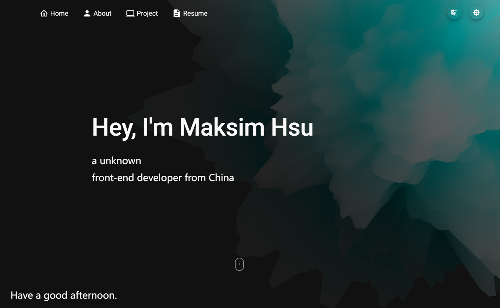 Home About Project Resume
Hey, I'm Maksim Hsu
a unknown
front-end developer from China
Have a good afternoon.